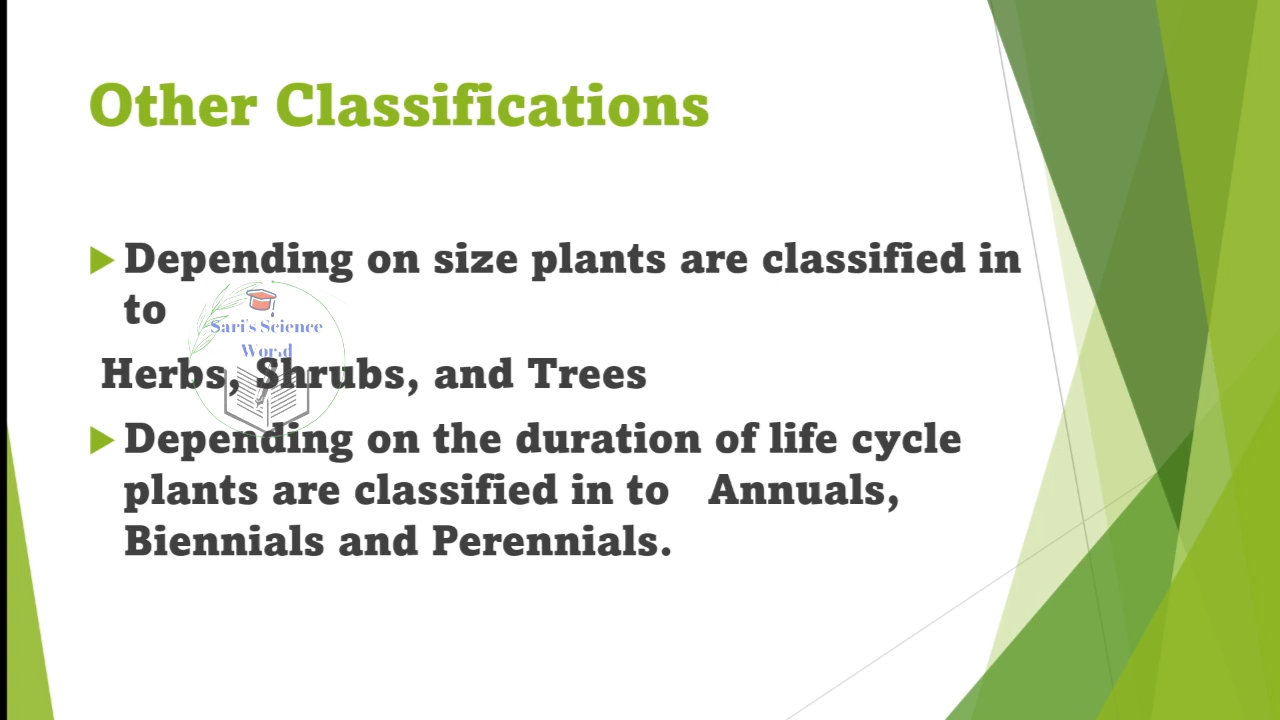 Other Classifications
Depending on size plants are classified in
to
Sari's Science
World
Herbs, Shrubs, and Trees
Depending on the duration of life cycle
plants are classified in to Annuals,
Biennials and Perennials.